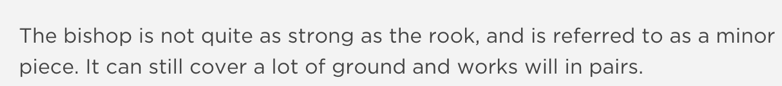 The bishop is not quite as strong as the rook, and is referred to as a minor
piece. It can still cover a lot of ground and works will in pairs.